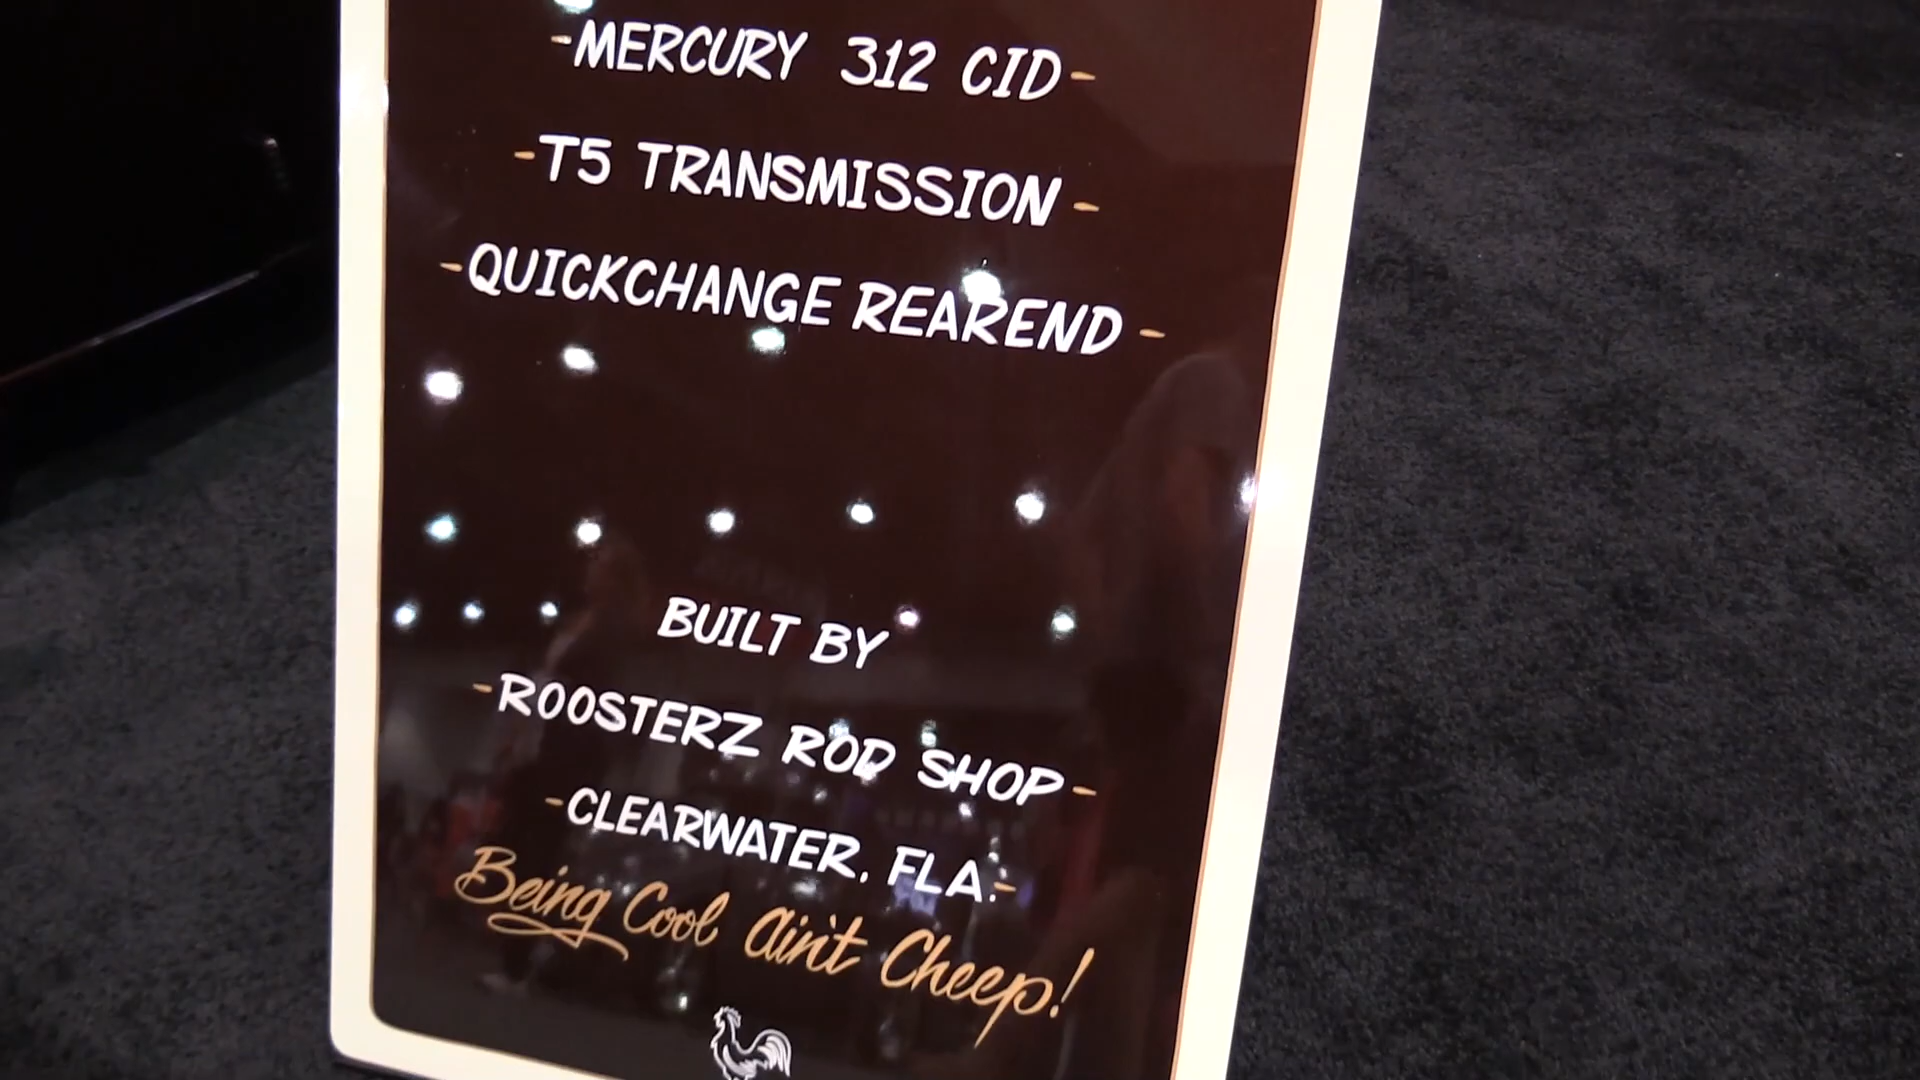 -MERCURY 312 CID-
-T5 TRANSMISSION-
-QUICKCHANGE REAREND-
BUILT BY
-ROOSTERZ ROD SHOP-
-CLEARWATER, FLA.-
Being Cool Ain't Cheep!